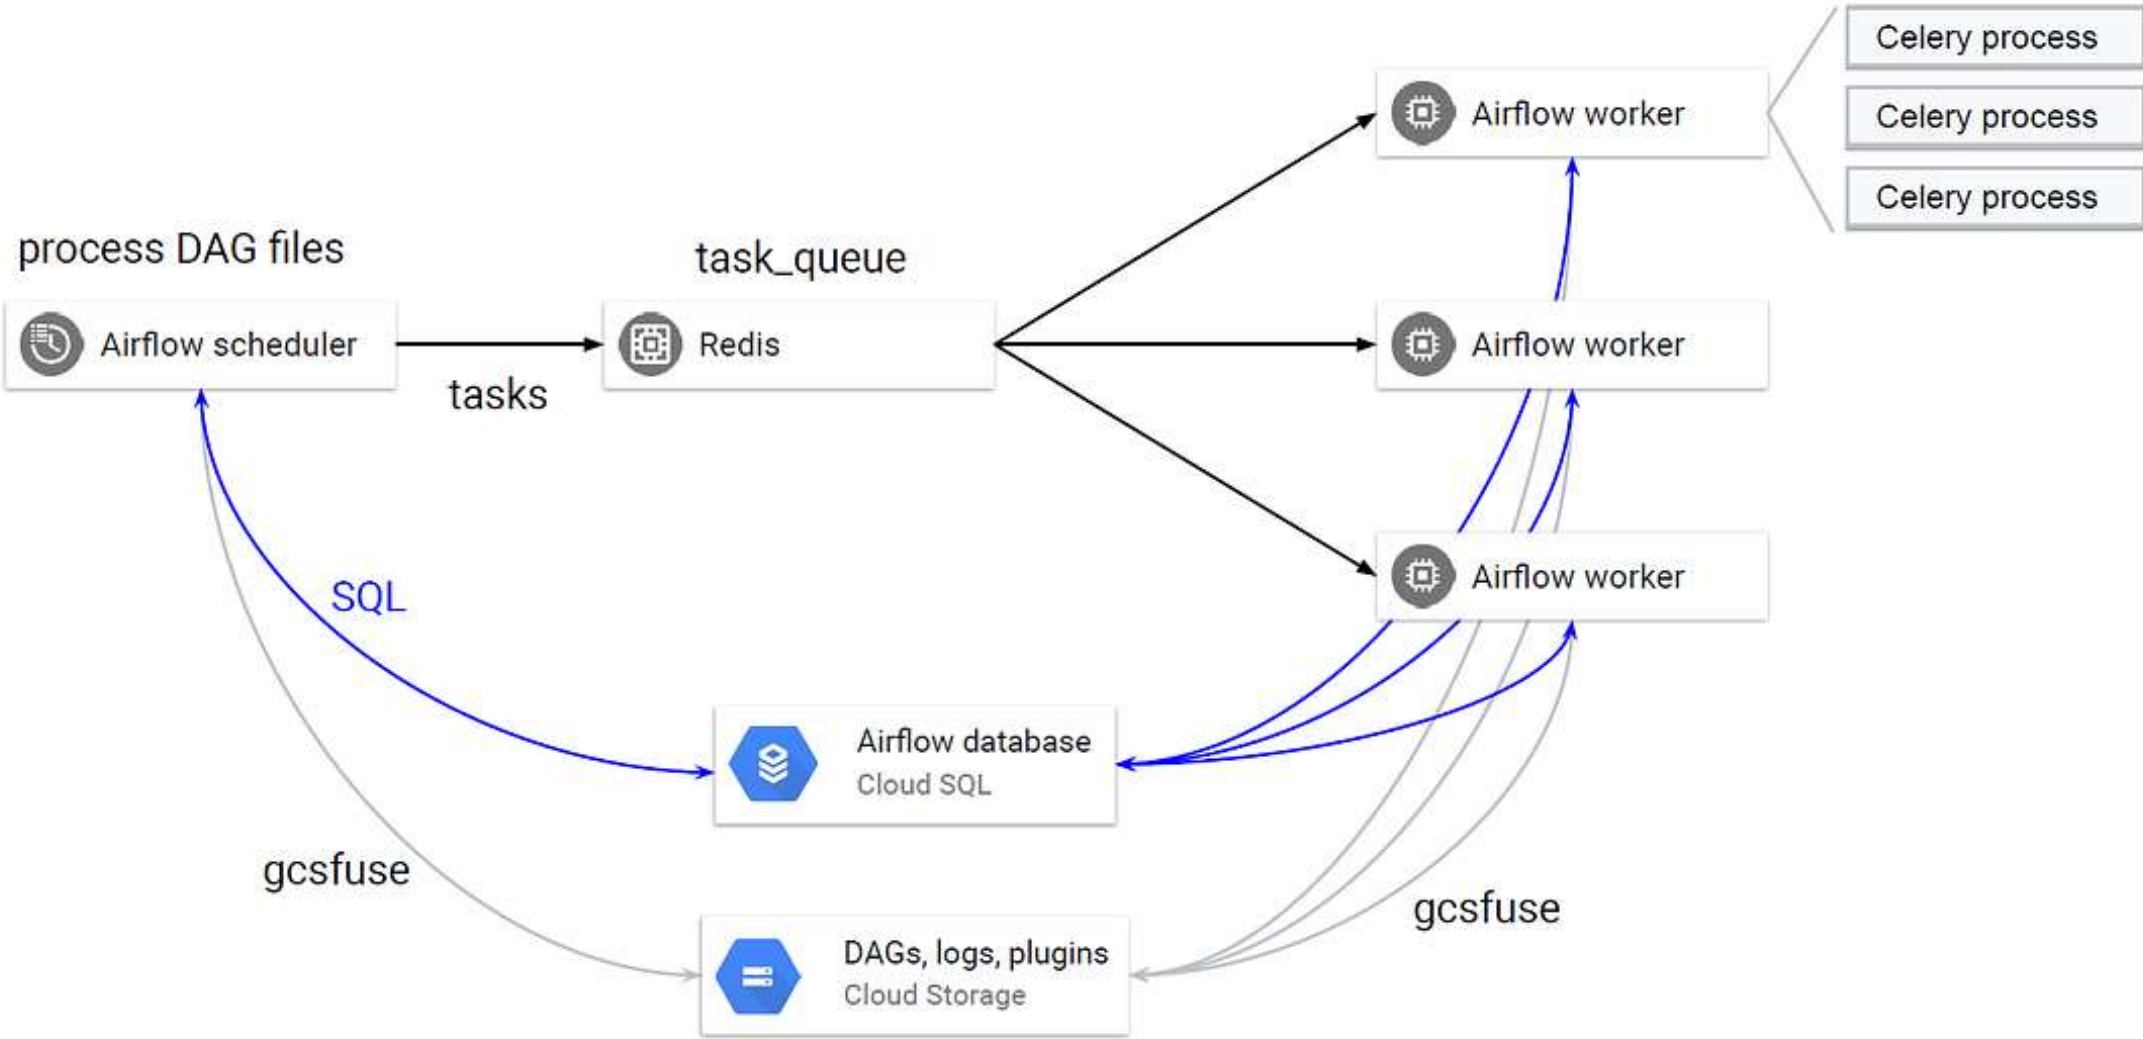 Celery process
Airflow worker
Celery process
Celery process
process DAG files
task_queue
Airflow scheduler
Redis
Airflow worker
tasks
Airflow worker
SQL
Airflow database
Cloud SQL
gcsfuse
gcsfuse
DAGs, logs, plugins
Cloud Storage